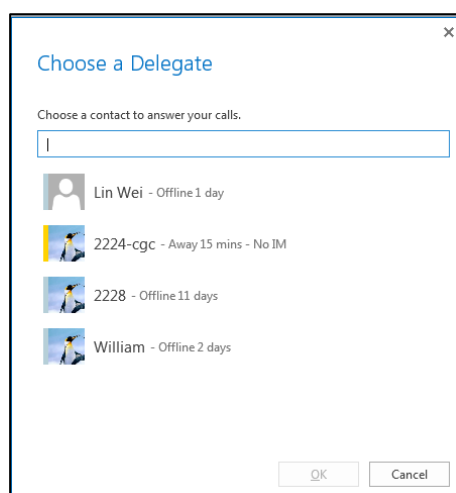 Choose a Delegate
Choose a contact to answer your calls.
Lin Wei - Offline 1 day
2224-cgc - Away 15 mins - No IM
2228 - Offline 11 days
William - Offline 2 days
OK Cancel